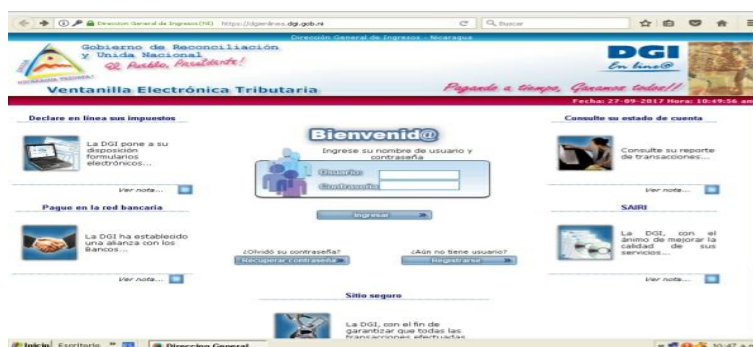 Direccion General de Ingresos (NI) https://dgienlinea.dgi.gob.ni Buscar
Dirección General de Ingresos - Nicaragua
Gobierno de Reconciliación
y Unida Nacional
El Pueblo, Presidente!
DGI
En line@
Ventanilla Electrónica Tributaria
Pagando a tiempo, Ganamos todos!!
Fecha: 27-09-2017 Hora: 10:49:56 am
Declare en línea sus impuestos
La DGI pone a su
disposición
formularios
electrónicos...
Ver nota...
Pague en la red bancaria
La DGI ha establecido
una alianza con los
Bancos...
Ver nota...
Bienvenid@
Ingrese su nombre de usuario y
contraseña
Usuario:
Contraseña:
Ingresar
¿Olvidó su contraseña?
Recuperar contraseña
¿Aún no tiene usuario?
Registrarse
Consulte su estado de cuenta
Consulte su reporte
de transacciones...
Ver nota...
SAIRI
La DGI, con el
ánimo de mejorar la
calidad de sus
servicios...
Ver nota...
Sitio seguro
La DGI, con el fin de
garantizar que todas las
transacciones efectuadas
Inicio Escritorio Direccion General 10:47